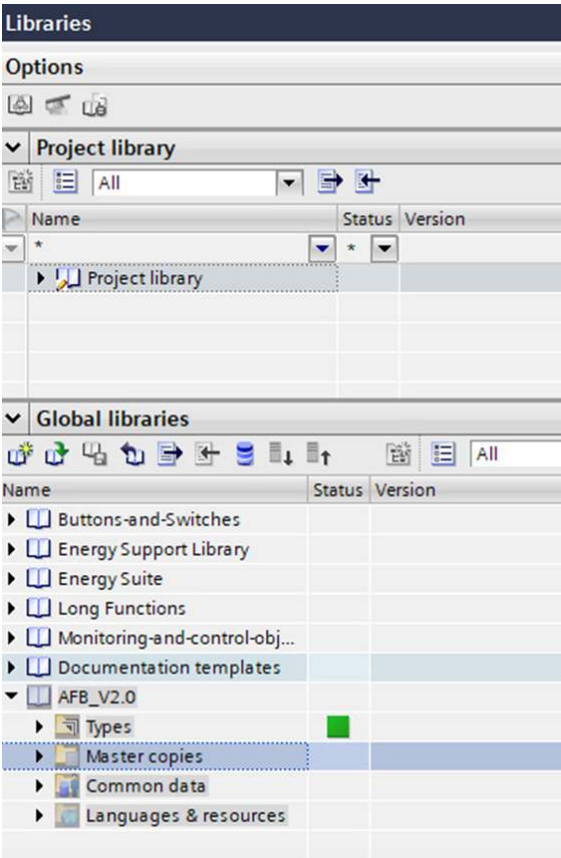 Libraries
Options
Project library
All
Name Status Version
* *
Project library
Global libraries
All
Name Status Version
Buttons-and-Switches
Energy Support Library
Energy Suite
Long Functions
Monitoring-and-control-obj...
Documentation templates
AFB_V2.0
Types
Master copies
Common data
Languages & resources